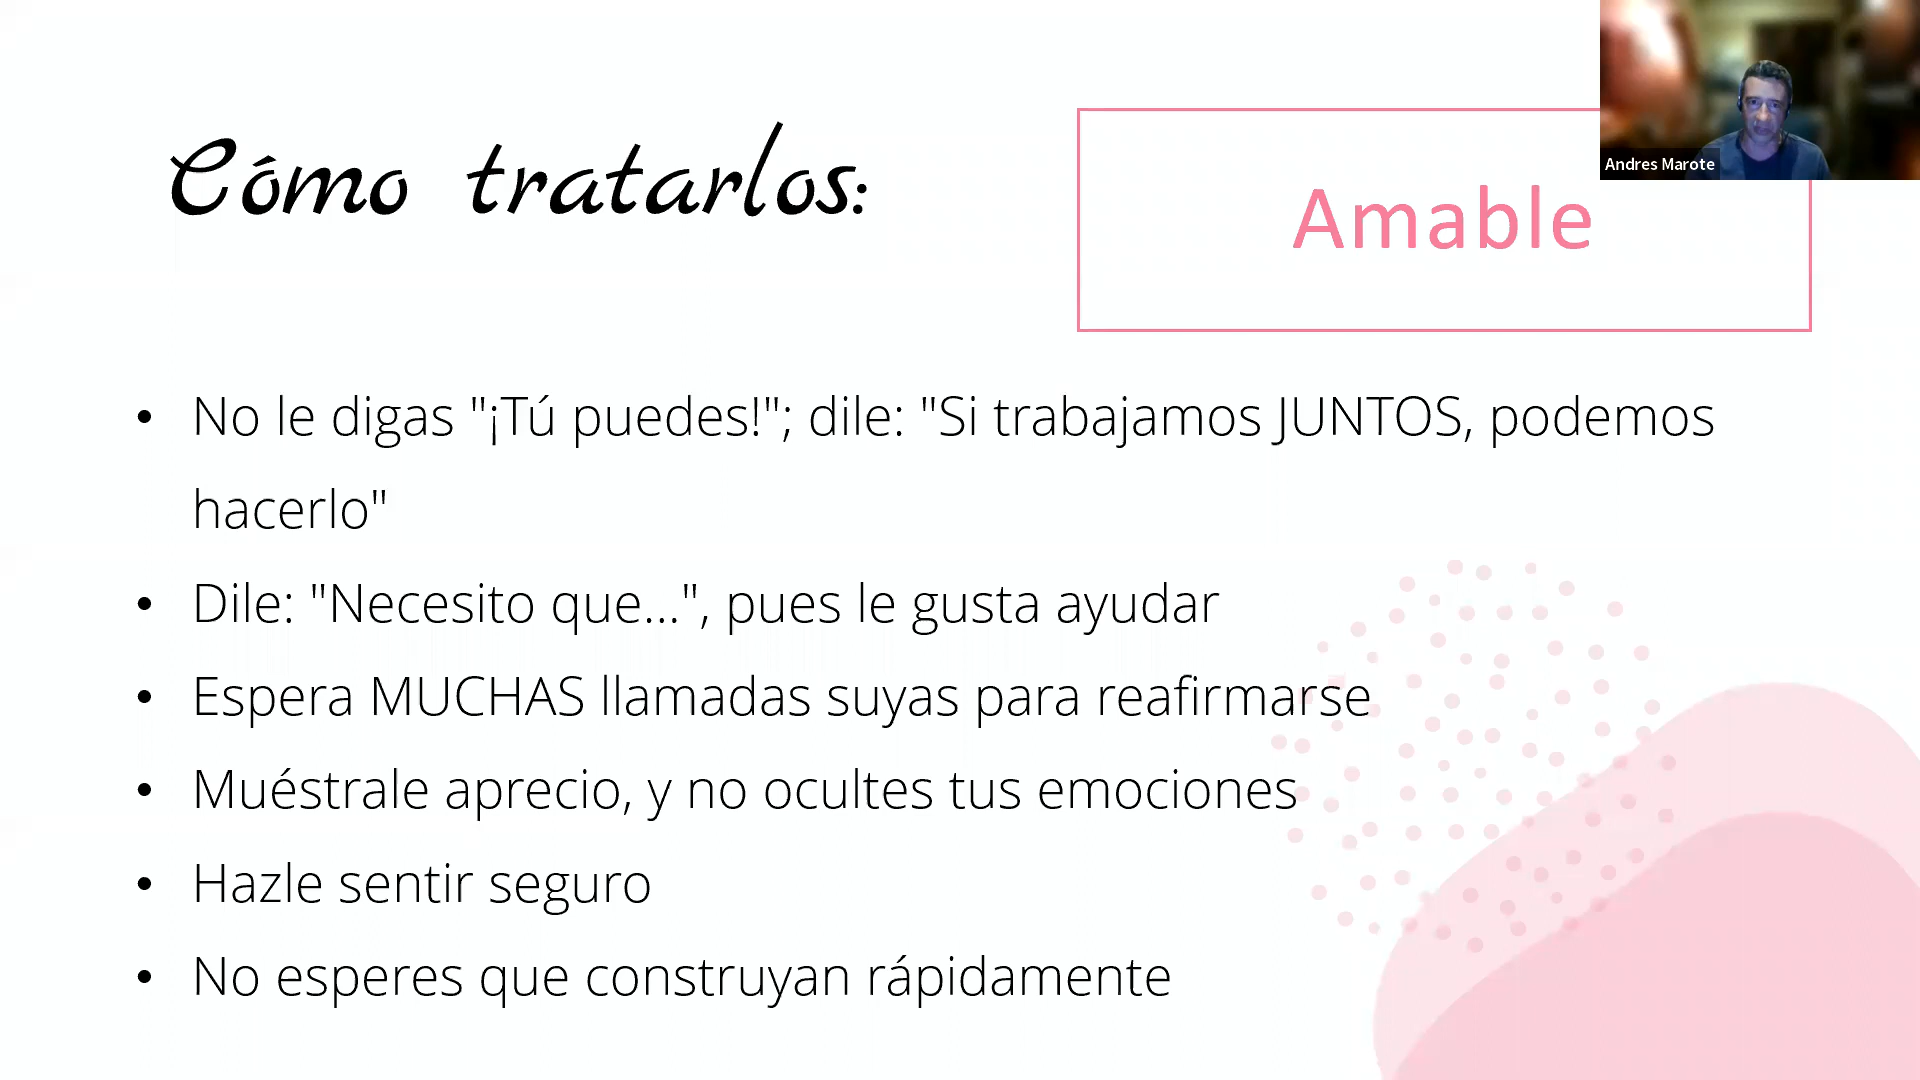 Andres Marote
Cómo tratarlos:
Amable
• No le digas "¡Tú puedes!"; dile: "Si trabajamos JUNTOS, podemos
hacerlo"
• Dile: "Necesito que...", pues le gusta ayudar
• Espera MUCHAS llamadas suyas para reafirmarse
• Muéstrale aprecio, y no ocultes tus emociones
• Hazle sentir seguro
• No esperes que construyan rápidamente